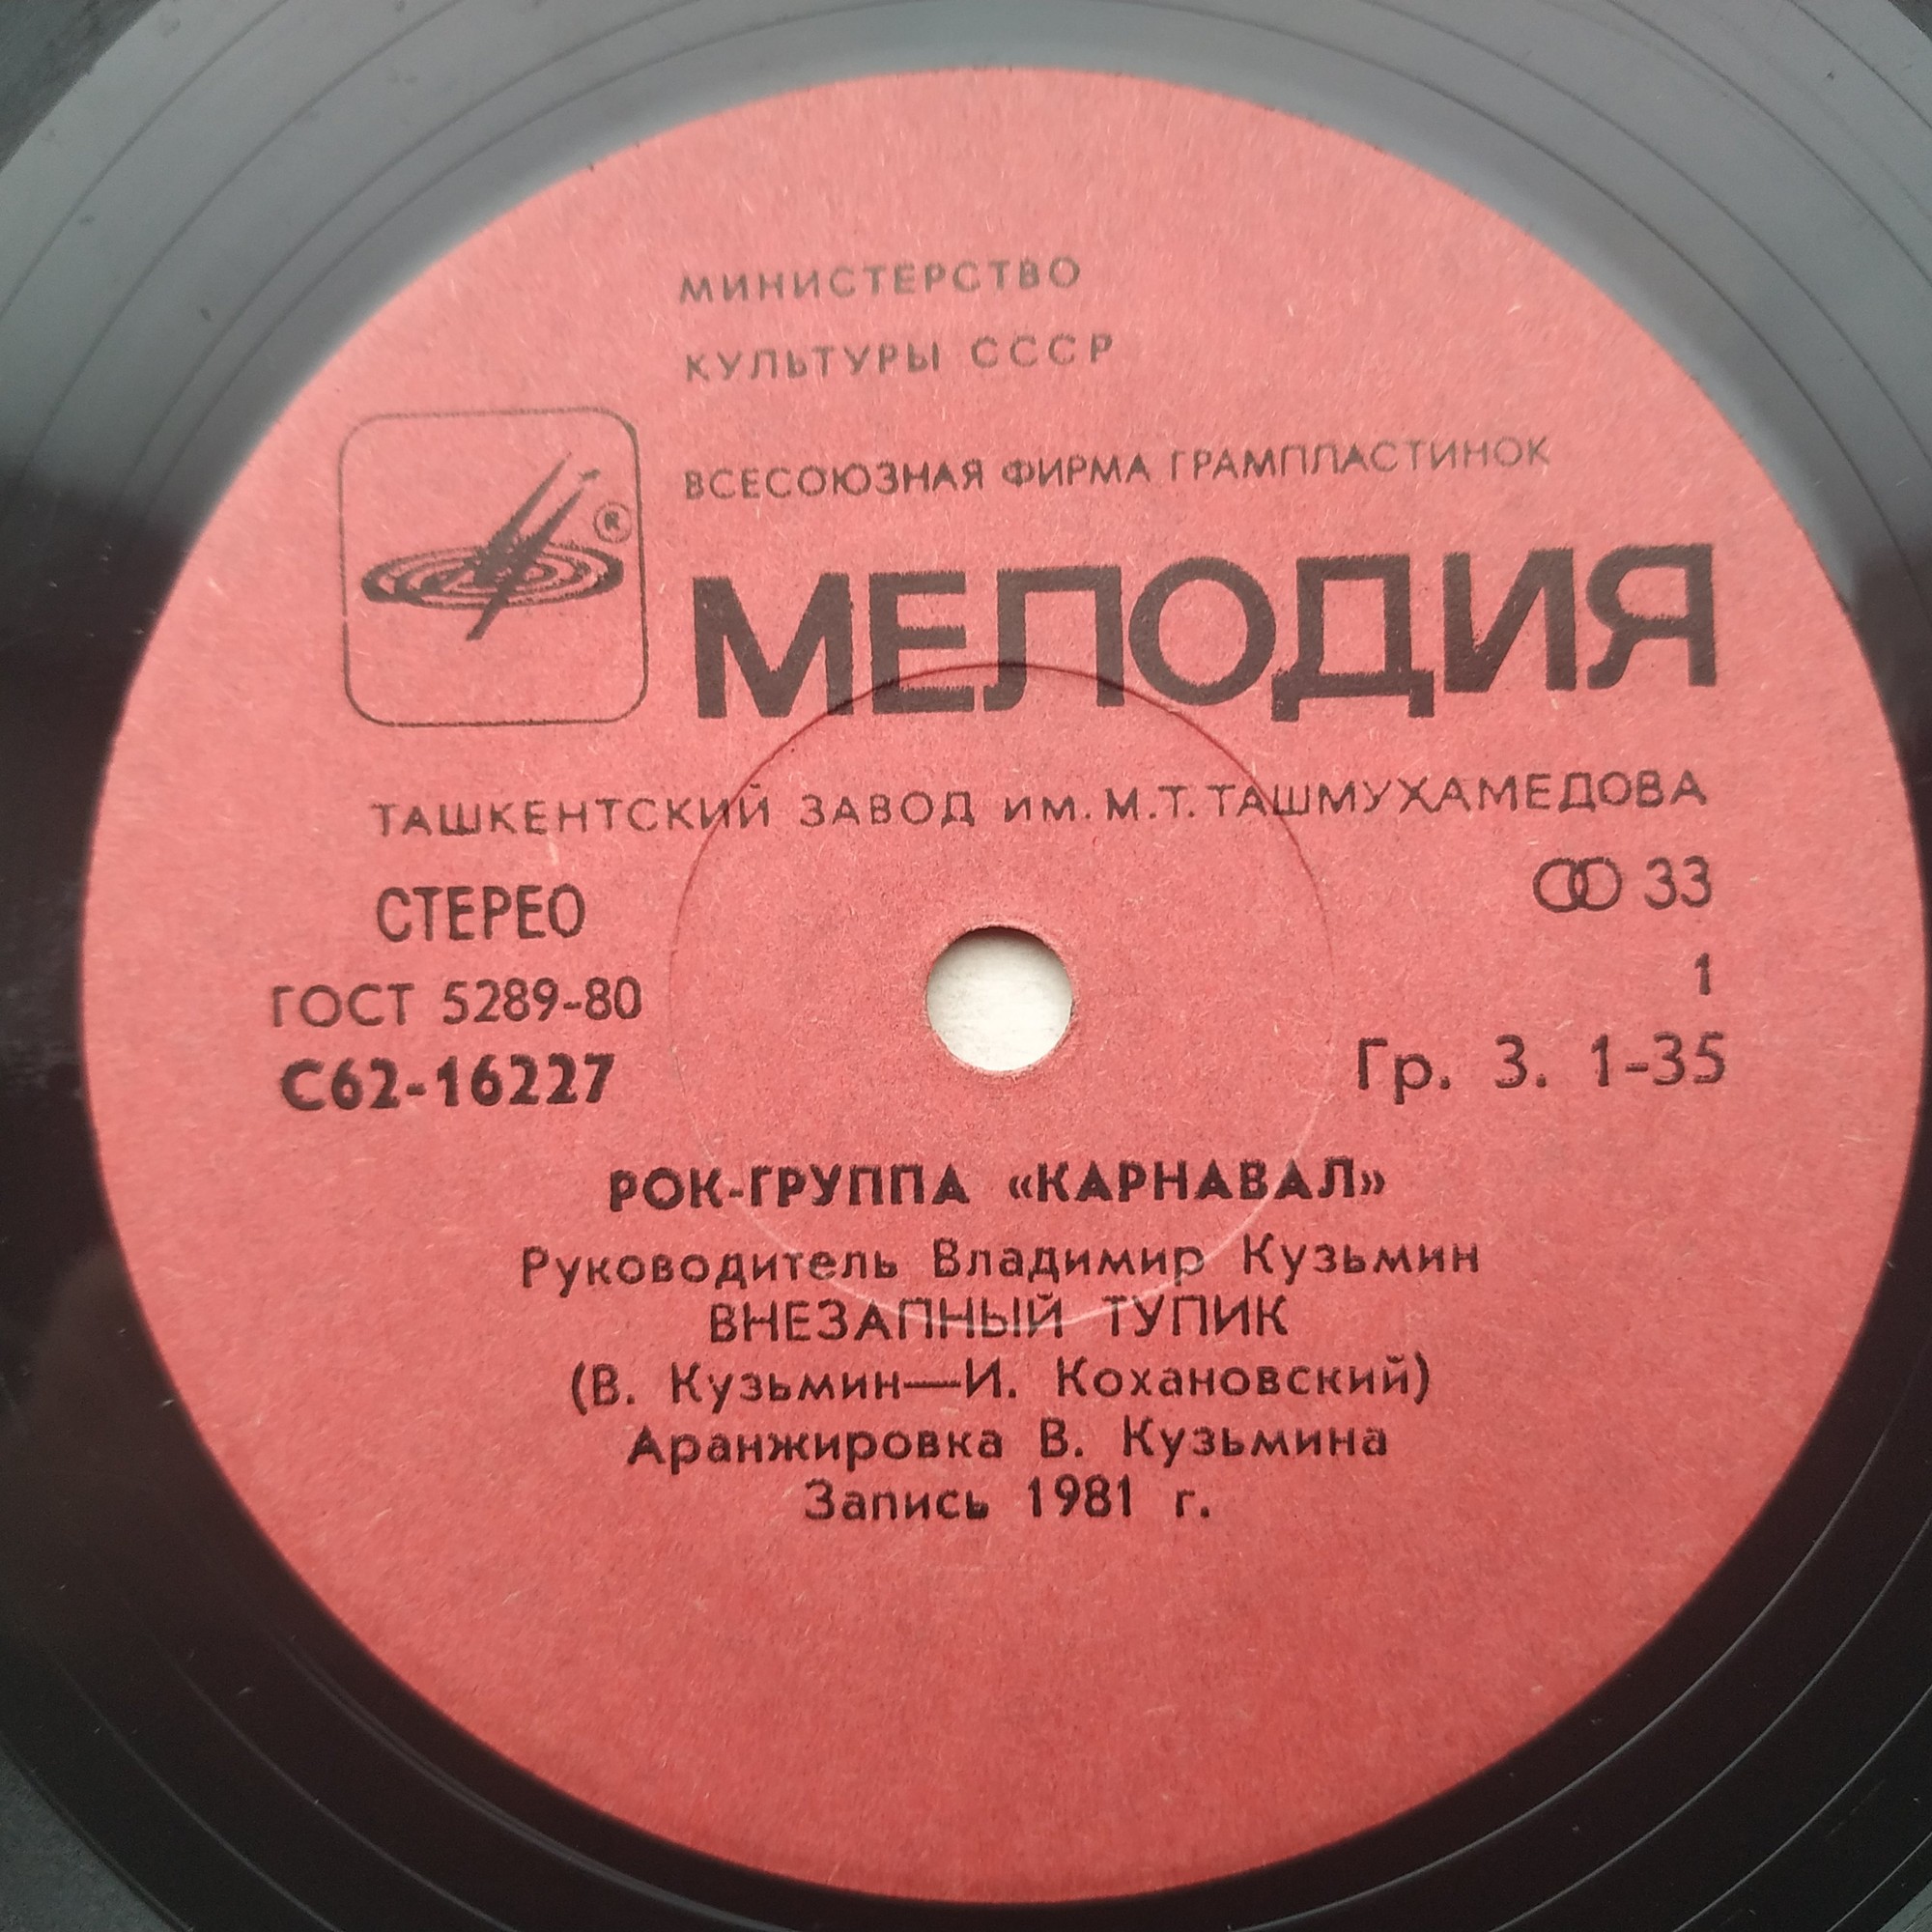 МИНИСТЕРСТВО
КУЛЬТУРЫ СССР
ВСЕСОЮЗНАЯ ФИРМА ГРАМПЛАСТИНОК
®
МЕЛОДИЯ
ТАШКЕНТСКИЙ ЗАВОД ИМ. М.Т. ТАШМУХАМЕДОВА
СТЕРЕО
33
ГОСТ 5289-80
1
С62-16227
Гр. 3. 1-35
РОК-ГРУППА «КАРНАВАЛ»
Руководитель Владимир Кузьмин
ВНЕЗАПНЫЙ ТУПИК
(В. Кузьмин—И. Кохановский)
Аранжировка В. Кузьмина
Запись 1981 г.